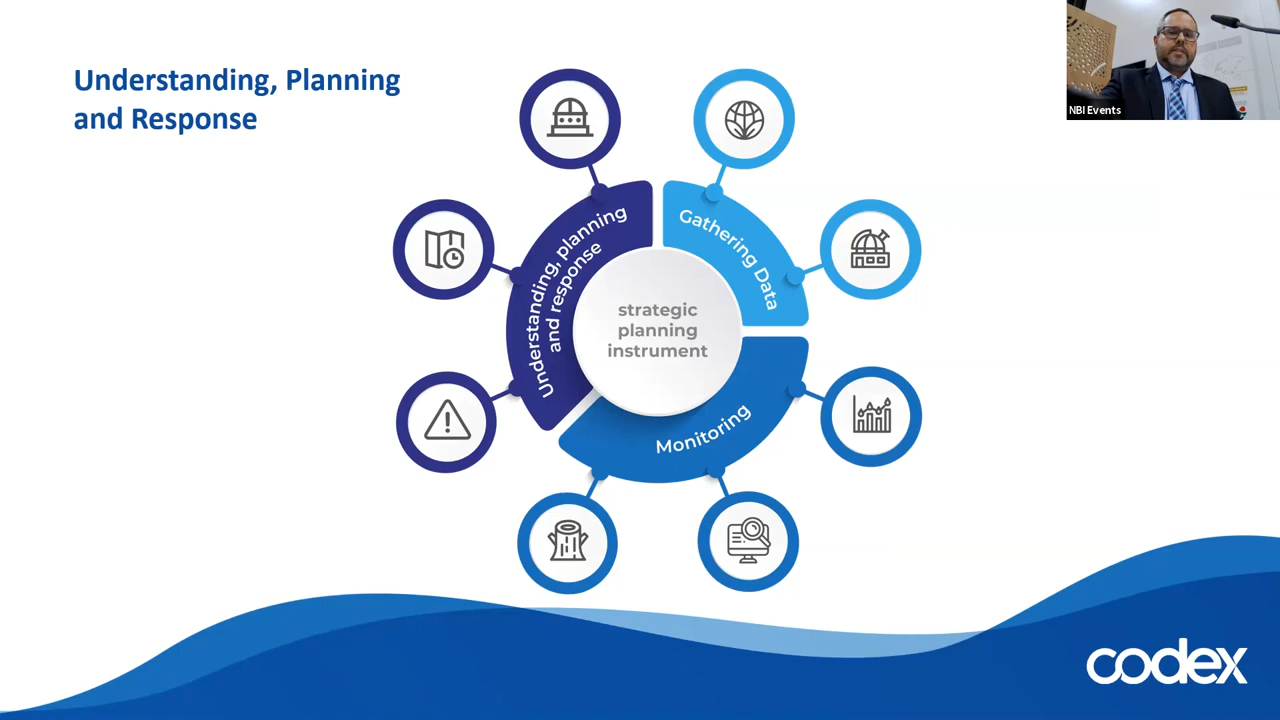 Understanding, Planning
and Response
NBI Events
Understanding, planning
and response
Gathering Data
strategic
planning
instrument
Monitoring
codex